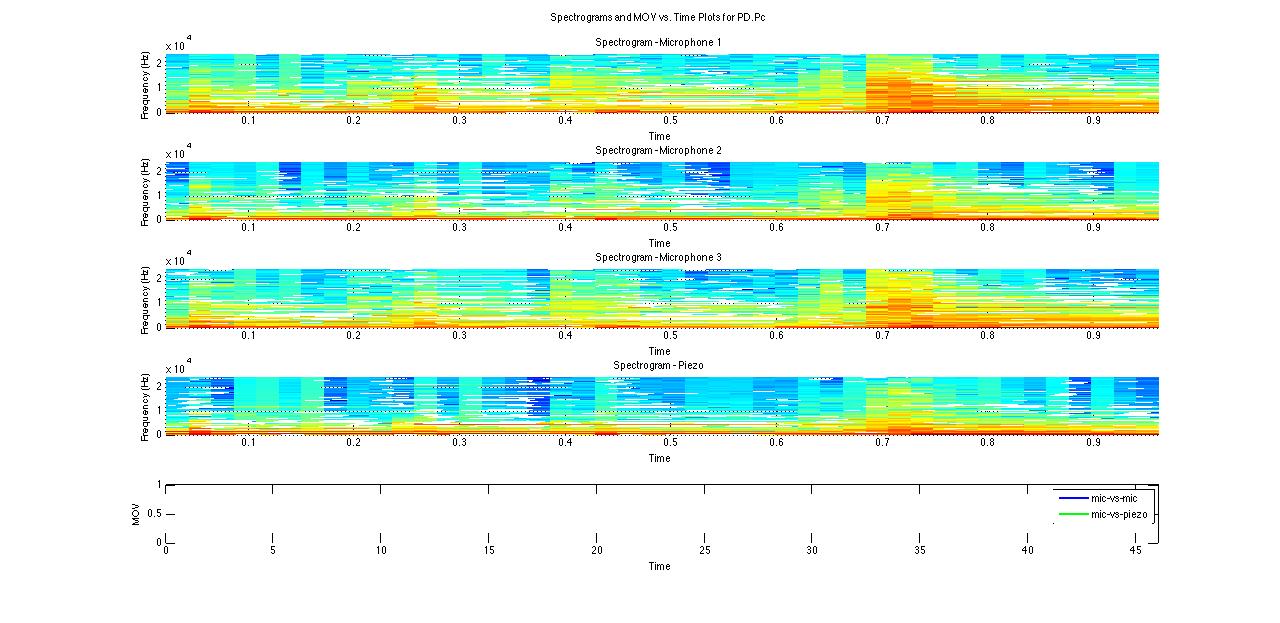 Spectrograms and MOV vs. Time Plots for PD.Pc
Spectrogram - Microphone 1
x 10^4
Frequency (Hz)
2
1
0
0.1 0.2 0.3 0.4 0.5 0.6 0.7 0.8 0.9
Time
Spectrogram - Microphone 2
x 10^4
Frequency (Hz)
2
1
0
0.1 0.2 0.3 0.4 0.5 0.6 0.7 0.8 0.9
Time
Spectrogram - Microphone 3
x 10^4
Frequency (Hz)
2
1
0
0.1 0.2 0.3 0.4 0.5 0.6 0.7 0.8 0.9
Time
Spectrogram - Piezo
x 10^4
Frequency (Hz)
2
1
0
0.1 0.2 0.3 0.4 0.5 0.6 0.7 0.8 0.9
Time
MOV
1
0.5
0
mic-vs-mic
mic-vs-piezo
0 5 10 15 20 25 30 35 40 45
Time